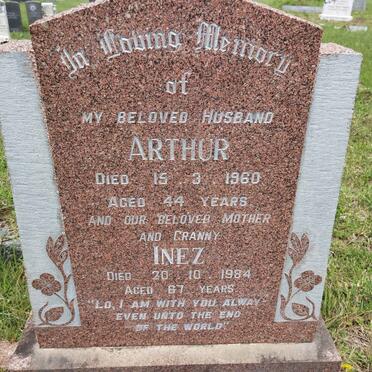 In Loving Memory
of
MY BELOVED HUSBAND
ARTHUR
DIED 15 · 3 · 1960
AGED 44 YEARS
AND OUR BELOVED MOTHER
AND GRANNY
INEZ
DIED 20 · 10 · 1984
AGED 67 YEARS
"LO, I AM WITH YOU ALWAY
EVEN UNTO THE END
OF THE WORLD"